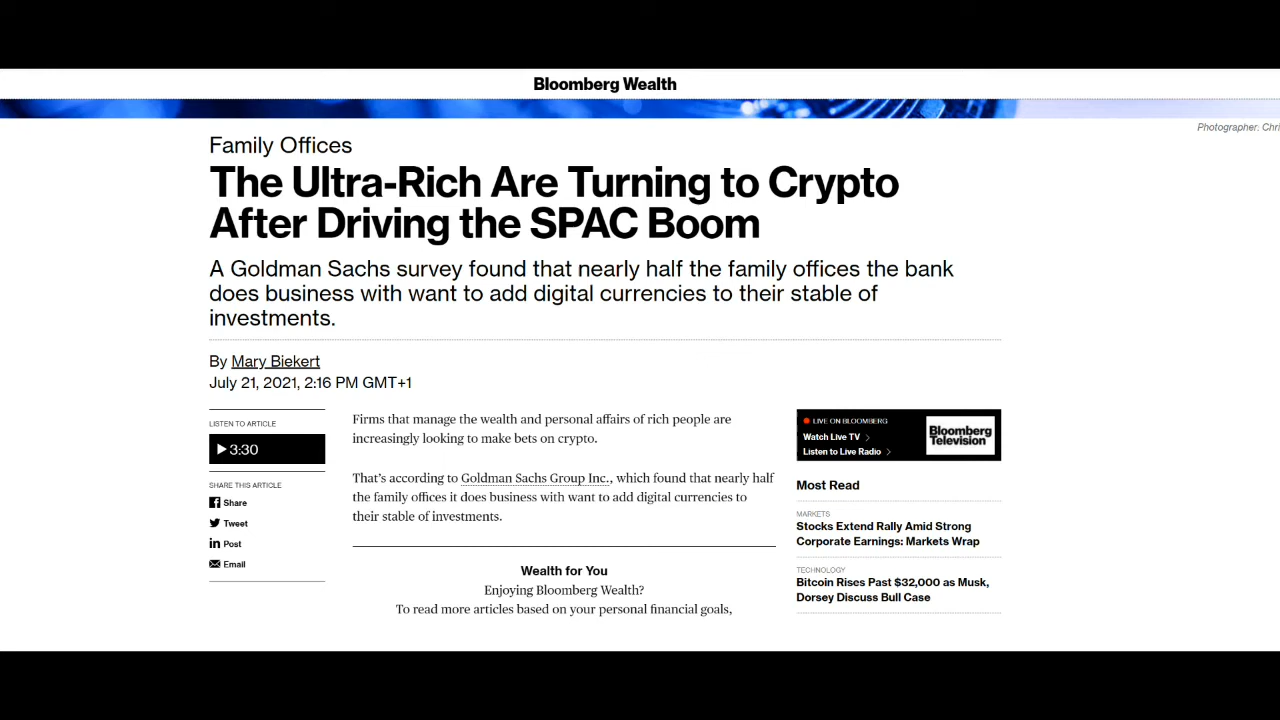 Bloomberg Wealth
Photographer: Chri
Family Offices
The Ultra-Rich Are Turning to Crypto
After Driving the SPAC Boom
A Goldman Sachs survey found that nearly half the family offices the bank
does business with want to add digital currencies to their stable of
investments.
By Mary Biekert
July 21, 2021, 2:16 PM GMT+1
LISTEN TO ARTICLE
3:30
SHARE THIS ARTICLE
Share
Tweet
Post
Email
Firms that manage the wealth and personal affairs of rich people are
increasingly looking to make bets on crypto.
That's according to Goldman Sachs Group Inc., which found that nearly half
the family offices it does business with want to add digital currencies to
their stable of investments.
Wealth for You
Enjoying Bloomberg Wealth?
To read more articles based on your personal financial goals,
LIVE ON BLOOMBERG
Watch Live TV
Listen to Live Radio
Bloomberg
Television
Most Read
MARKETS
Stocks Extend Rally Amid Strong
Corporate Earnings: Markets Wrap
TECHNOLOGY
Bitcoin Rises Past $32,000 as Musk,
Dorsey Discuss Bull Case